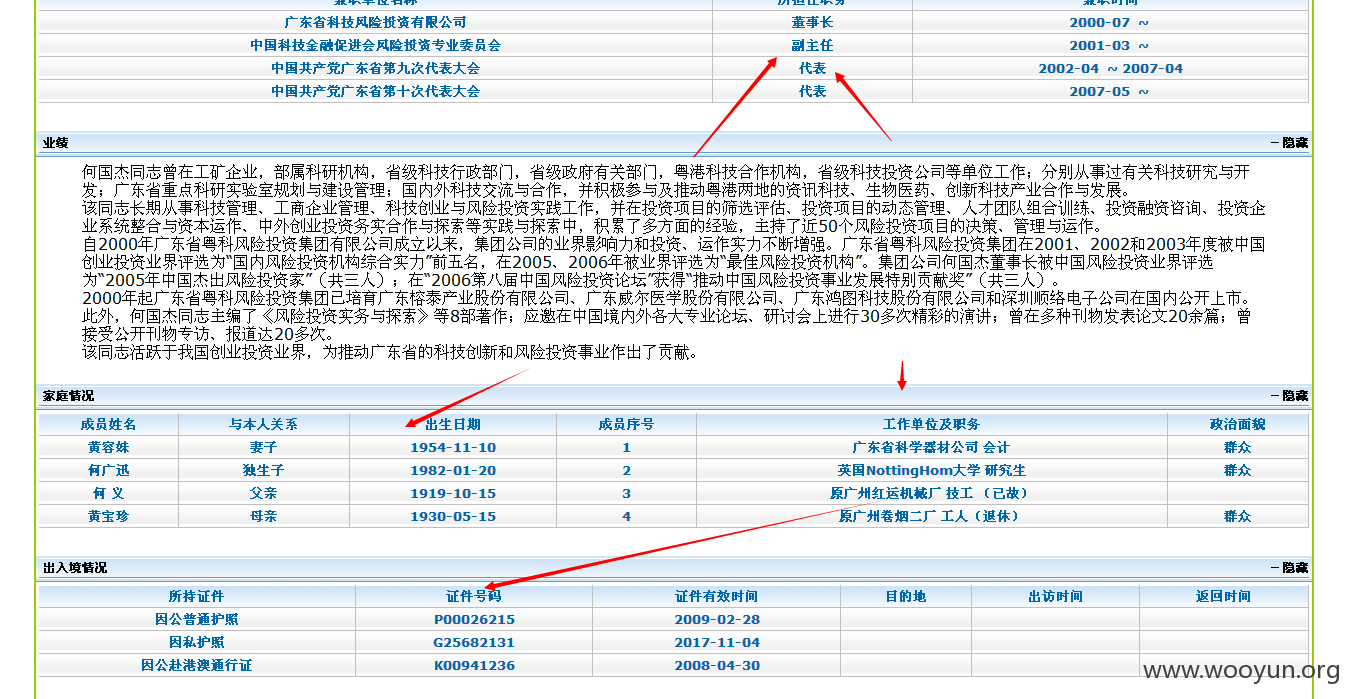 兼职单位名称 所担任职务 兼职时间
广东省科技风险投资有限公司 董事长 2000-07 ~
中国科技金融促进会风险投资专业委员会 副主任 2001-03 ~
中国共产党广东省第九次代表大会 代表 2002-04 ~ 2007-04
中国共产党广东省第十次代表大会 代表 2007-05 ~
业绩 －隐藏
何国杰同志曾在工矿企业，部属科研机构，省级科技行政部门，省级政府有关部门，粤港科技合作机构，省级科技投资公司等单位工作；分别从事过有关科技研究与开
发；广东省重点科研实验室规划与建设管理；国内外科技交流与合作，并积极参与及推动粤港两地的资讯科技、生物医药、创新科技产业合作与发展。
该同志长期从事科技管理、工商企业管理、科技创业与风险投资实践工作，并在投资项目的筛选评估、投资项目的动态管理、人才团队组合训练、投资融资咨询、投资企
业系统整合与资本运作、中外创业投资务实合作与探索等实践与探索中，积累了多方面的经验，主持了近50个风险投资项目的决策、管理与运作。
自2000年广东省粤科风险投资集团有限公司成立以来，集团公司的业界影响力和投资、运作实力不断增强。广东省粤科风险投资集团在2001、2002和2003年度被中国
创业投资业界评选为“国内风险投资机构综合实力”前五名，在2005、2006年被业界评选为“最佳风险投资机构”。集团公司何国杰董事长被中国风险投资业界评选
为“2005年中国杰出风险投资家”（共三人）；在“2006第八届中国风险投资论坛”获得“推动中国风险投资事业发展特别贡献奖”（共三人）。
2000年起广东省粤科风险投资集团已培育广东榕泰产业股份有限公司、广东威尔医学股份有限公司、广东鸿图科技股份有限公司和深圳顺络电子公司在国内公开上市。
此外，何国杰同志主编了《风险投资实务与探索》等8部著作；应邀在中国境内外各大专业论坛、研讨会上进行30多次精彩的演讲；曾在多种刊物发表论文20余篇；曾
接受公开刊物专访、报道达20多次。
该同志活跃于我国创业投资业界，为推动广东省的科技创新和风险投资事业作出了贡献。
家庭情况 －隐藏
成员姓名 与本人关系 出生日期 成员序号 工作单位及职务 政治面貌
黄容妹 妻子 1954-11-10 1 广东省科学器材公司 会计 群众
何广迅 独生子 1982-01-20 2 英国NottingHom大学 研究生 群众
何 义 父亲 1919-10-15 3 原广州红运机械厂 技工 （已故）
黄宝珍 母亲 1930-05-15 4 原广州卷烟二厂 工人（退休） 群众
出入境情况 －隐藏
所持证件 证件号码 证件有效时间 目的地 出访时间 返回时间
因公普通护照 P00026215 2009-02-28
因私护照 G25682131 2017-11-04
因公赴港澳通行证 K00941236 2008-04-30
www.wooyun.org